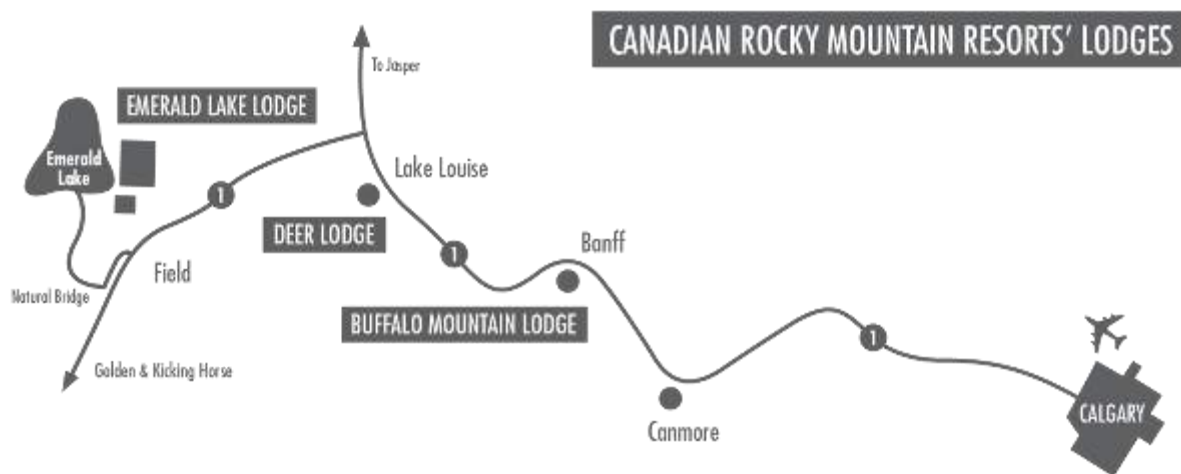 CANADIAN ROCKY MOUNTAIN RESORTS' LODGES
To Jasper
EMERALD LAKE LODGE
Emerald
Lake
1
Lake Louise
DEER LODGE
Banff
1
Field
Natural Bridge
BUFFALO MOUNTAIN LODGE
1
Golden & Kicking Horse
CALGARY
Canmore